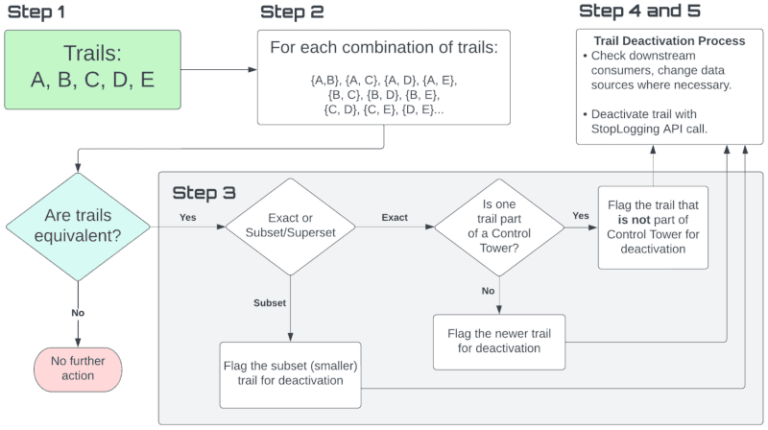 Step 1
Trails:
A, B, C, D, E
Step 2
For each combination of trails:
{A,B}, {A, C}, {A, D}, {A, E},
{B, C}, {B, D}, {B, E},
{C, D}, {C, E}, {D, E}...
Step 4 and 5
Trail Deactivation Process
• Check downstream
consumers, change data
sources where necessary.
• Deactivate trail with
StopLogging API call.
Are trails
equivalent?
Yes
No
No further
action
Step 3
Exact or
Subset/Superset
Exact
Subset
Flag the subset (smaller)
trail for deactivation
Is one
trail part
of a Control
Tower?
Yes
No
Flag the newer trail
for deactivation
Flag the trail that
is not part of
Control Tower for
deactivation